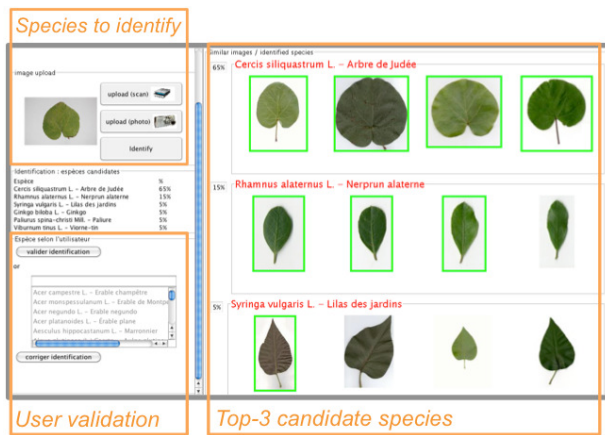 Species to identify
image upload
upload (scan)
upload (photo)
Identify
Identification : espèces candidates
Espèce %
Cercis siliquastrum L. – Arbre de Judée 65%
Rhamnus alaternus L. – Nerprun alaterne 15%
Syringa vulgaris L. – Lilas des jardins 5%
Ginkgo biloba L. – Ginkgo 5%
Paliurus spina-christi Mill. – Paliure 5%
Viburnum tinus L. – Viorne-tin 5%
Espèce selon l'utilisateur
valider identification
or
Acer campestre L. – Erable champêtre
Acer monspessulanum L. – Erable de Montpe
Acer negundo L. – Erable negundo
Acer platanoides L. – Erable plane
Aesculus hippocastanum L. – Marronnier
corriger identification
User validation
similar images / identified species
65%
Cercis siliquastrum L. – Arbre de Judée
15%
Rhamnus alaternus L. – Nerprun alaterne
5%
Syringa vulgaris L. – Lilas des jardins
Top-3 candidate species